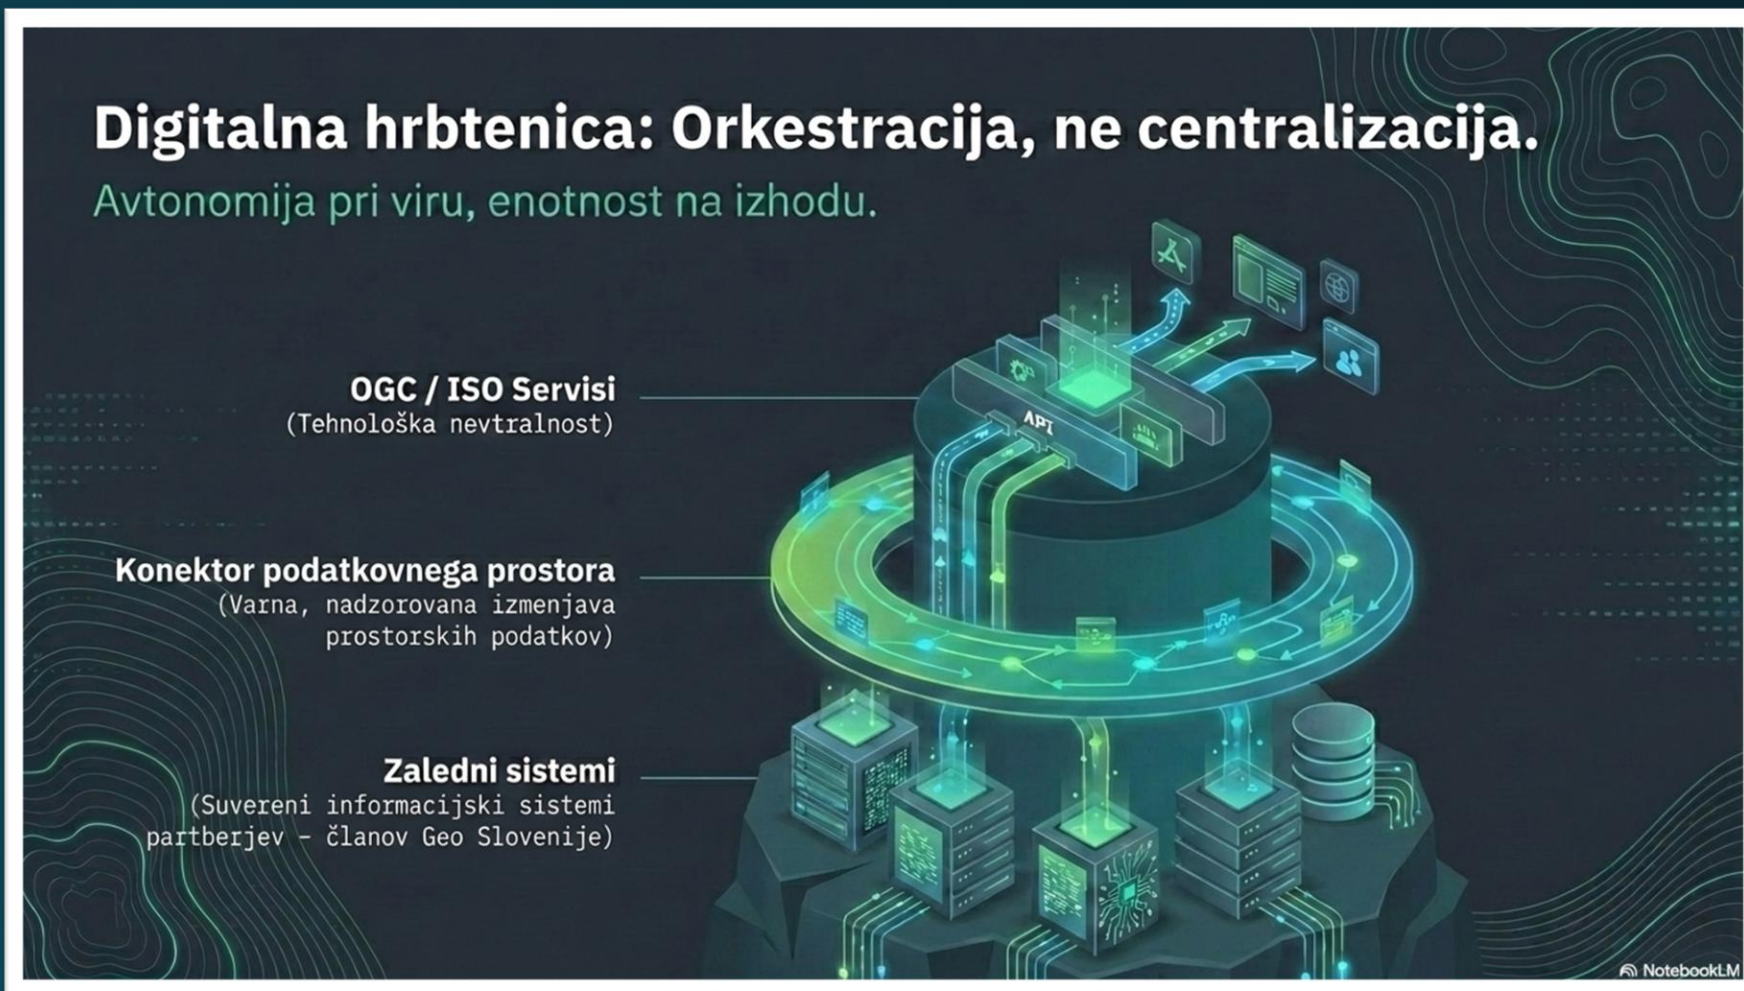 Digitalna hrbtenica: Orkestracija, ne centralizacija.
Avtonomija pri viru, enotnost na izhodu.
OGC / ISO Servisi
(Tehnološka nevtralnost)
API
Konektor podatkovnega prostora
(Varna, nadzorovana izmenjava
prostorskih podatkov)
Zaledni sistemi
(Suvereni informacijski sistemi
partberjev – članov Geo Slovenije)
NotebookLM